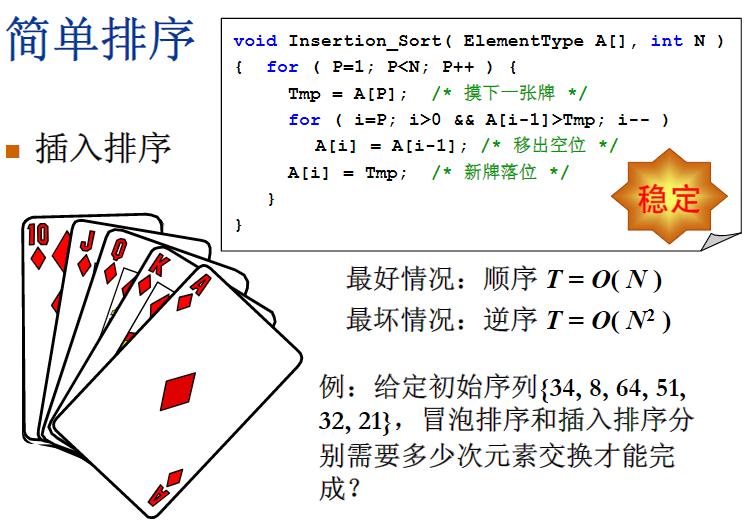 简单排序
插入排序
void Insertion_Sort( ElementType A[], int N )
{ for ( P=1; P<N; P++ ) {
Tmp = A[P]; /* 摸下一张牌 */
for ( i=P; i>0 && A[i-1]>Tmp; i-- )
A[i] = A[i-1]; /* 移出空位 */
A[i] = Tmp; /* 新牌落位 */
}
}
稳定
10
J
Q
K
A
A
最好情况：顺序 T = O( N )
最坏情况：逆序 T = O( N² )
例：给定初始序列{34, 8, 64, 51,
32, 21}，冒泡排序和插入排序分
别需要多少次元素交换才能完
成？